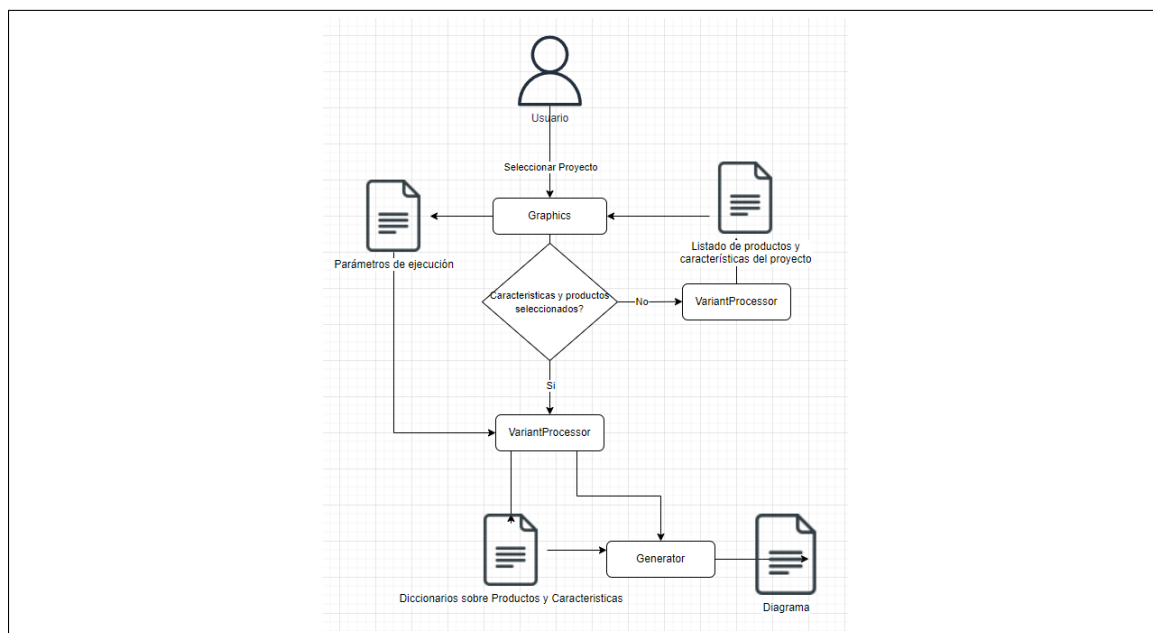 Usuario
Seleccionar Proyecto
Graphics
Listado de productos y
características del proyecto
Parámetros de ejecución
Caracteristicas y productos
seleccionados?
No
VariantProcessor
Si
VariantProcessor
Generator
Diccionarios sobre Productos y Caracteristicas
Diagrama